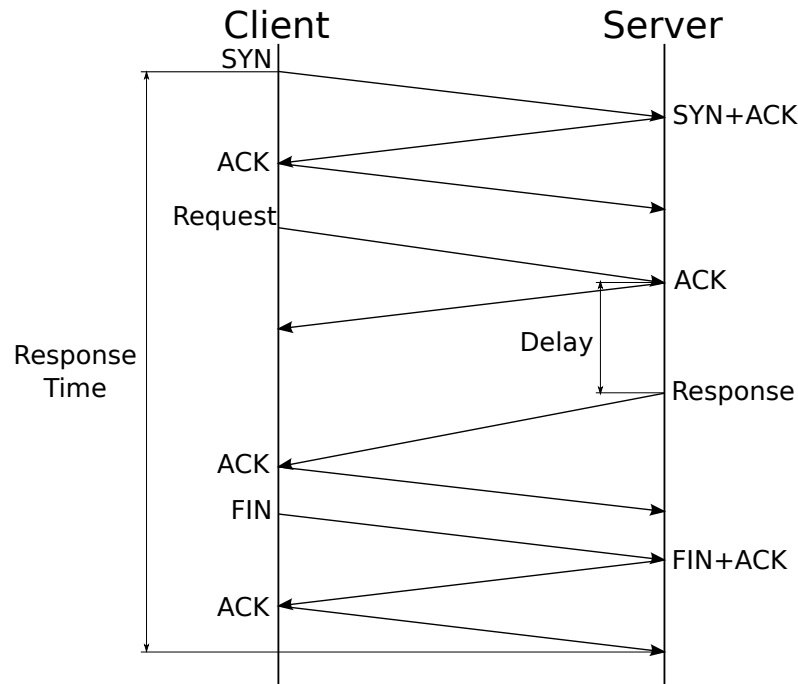 Client
Server
SYN
SYN+ACK
ACK
Request
ACK
Delay
Response
Time
Response
ACK
FIN
FIN+ACK
ACK